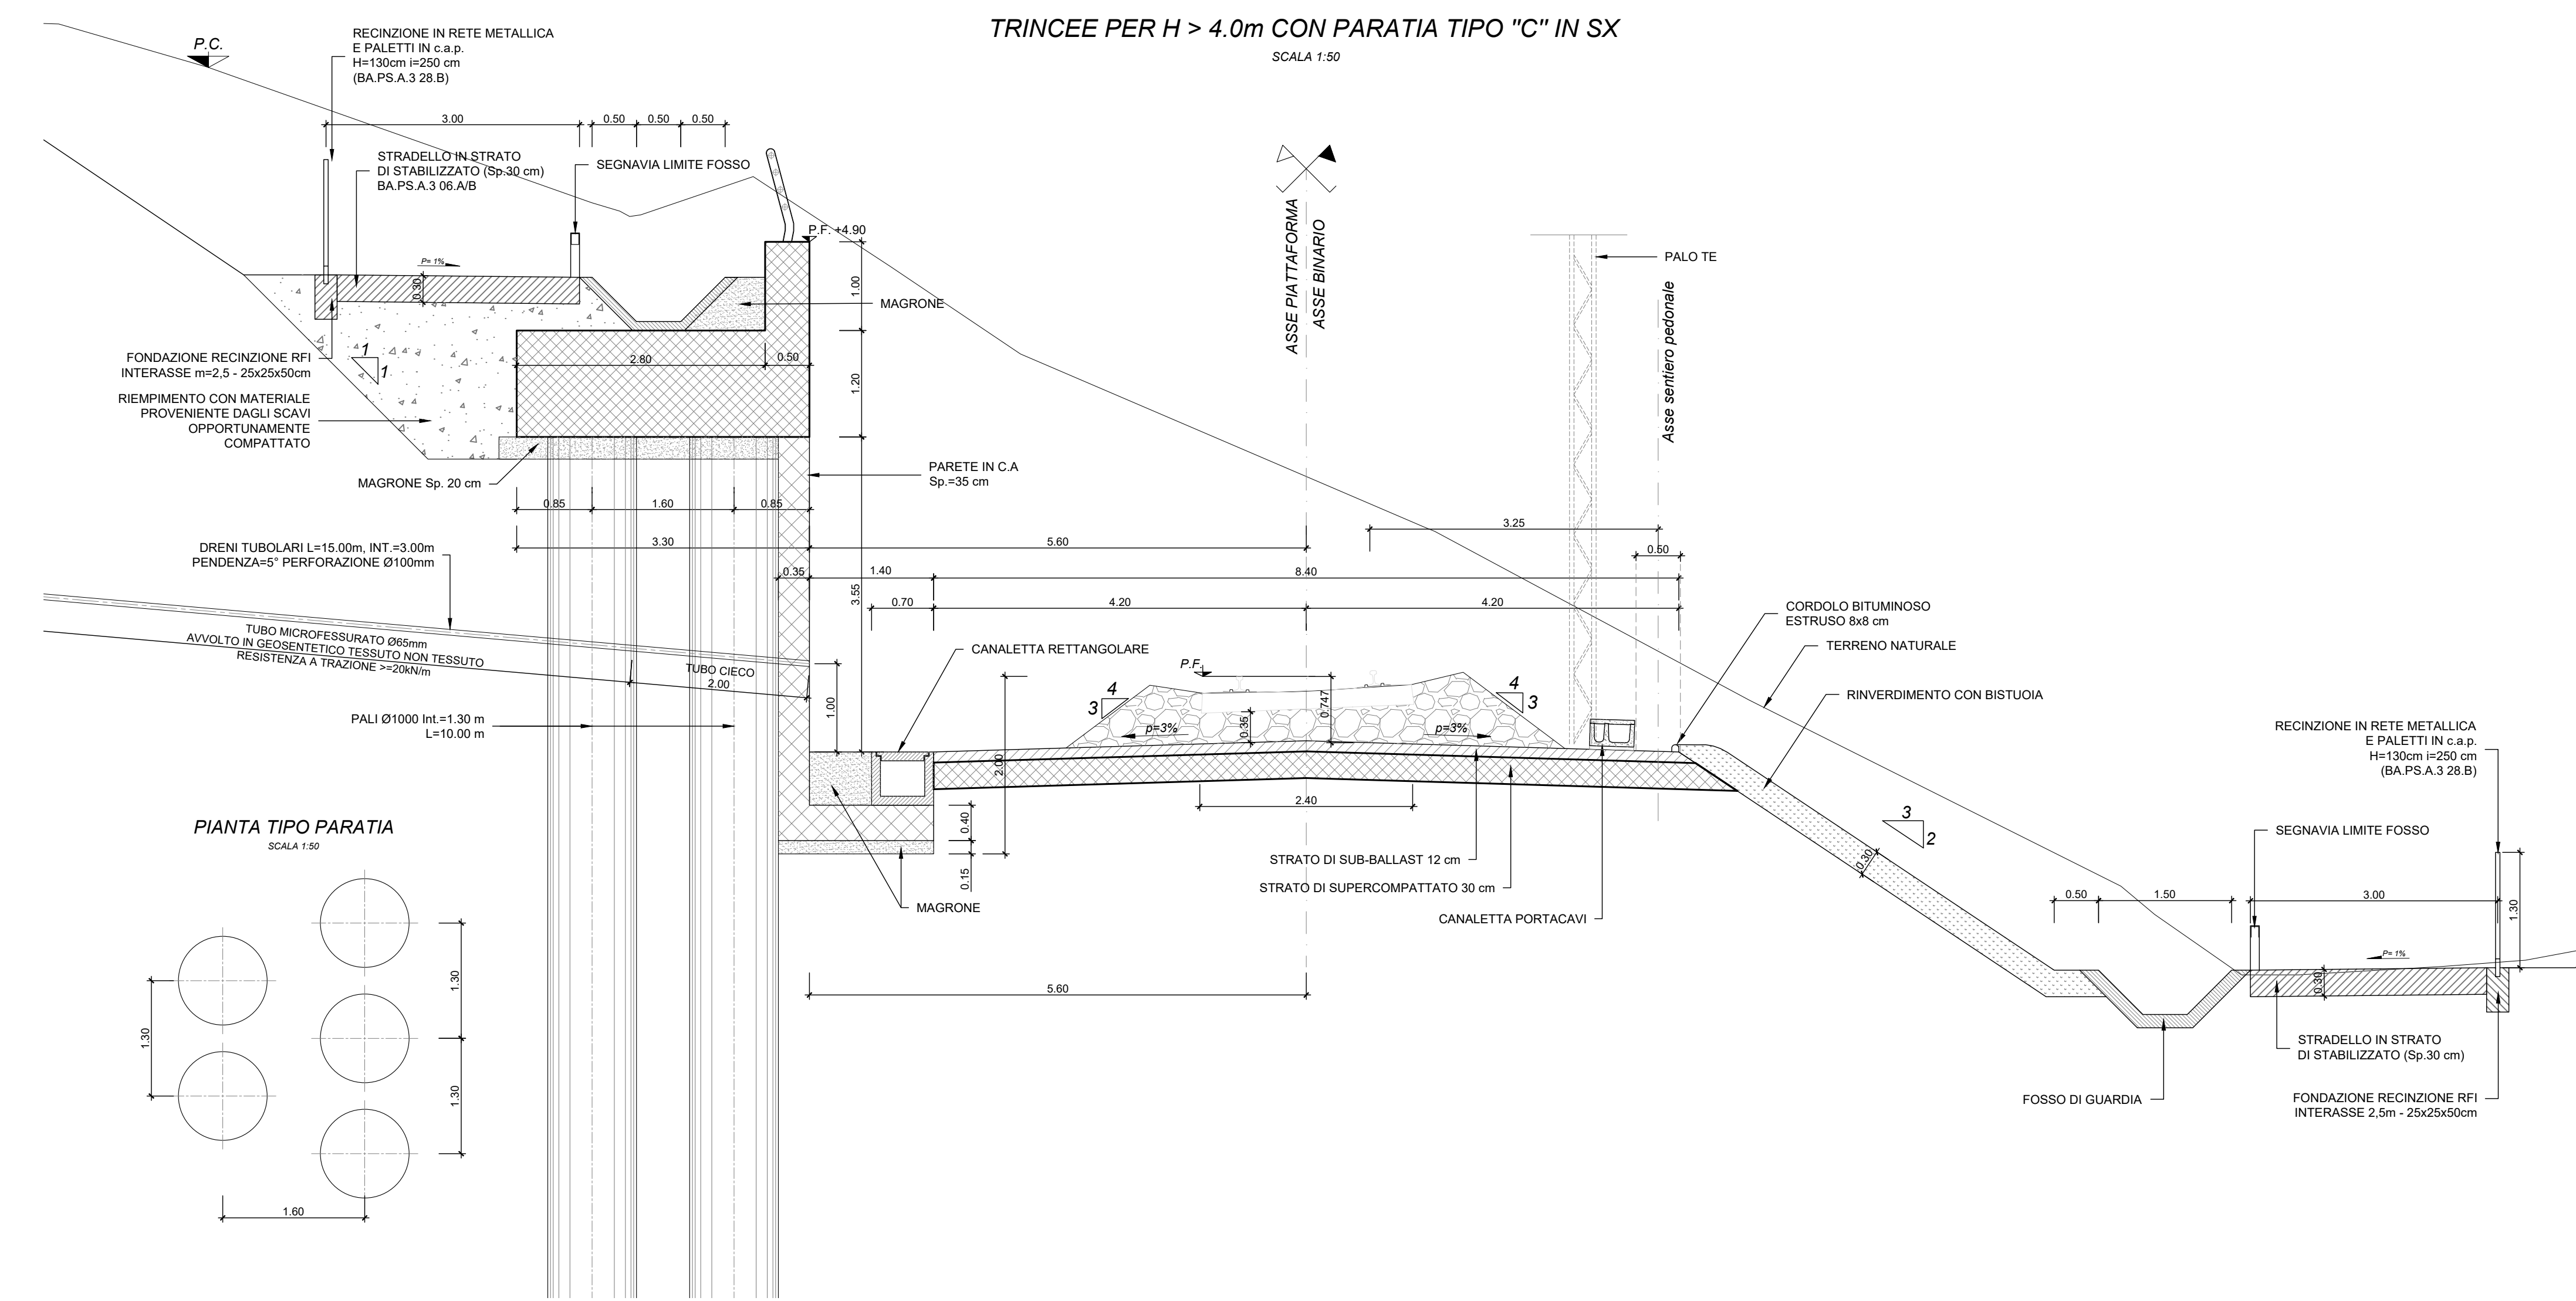 TRINCEE PER H > 4.0m CON PARATIA TIPO "C" IN SX
SCALA 1:50
P.C.
RECINZIONE IN RETE METALLICA
E PALETTI IN c.a.p.
H=130cm i=250 cm
(BA.PS.A.3 28.B)
3.00
0.50
0.50
0.50
STRADELLO IN STRATO
DI STABILIZZATO (Sp.30 cm)
BA.PS.A.3 06.A/B
SEGNAVIA LIMITE FOSSO
P.F. +4.90
P= 1%
0.30
1.00
MAGRONE
ASSE PIATTAFORMA
ASSE BINARIO
PALO TE
Asse sentiero pedonale
FONDAZIONE RECINZIONE RFI
INTERASSE m=2,5 - 25x25x50cm
1
1
2.80
0.50
1.20
RIEMPIMENTO CON MATERIALE
PROVENIENTE DAGLI SCAVI
OPPORTUNAMENTE
COMPATTATO
MAGRONE Sp. 20 cm
PARETE IN C.A
Sp.=35 cm
0.85
1.60
0.85
3.25
3.30
5.60
0.50
DRENI TUBOLARI L=15.00m, INT.=3.00m
PENDENZA=5° PERFORAZIONE Ø100mm
0.35
1.40
8.40
3.55
0.70
4.20
4.20
CORDOLO BITUMINOSO
ESTRUSO 8x8 cm
TERRENO NATURALE
TUBO MICROFESSURATO Ø65mm
AVVOLTO IN GEOSENTETICO TESSUTO NON TESSUTO
RESISTENZA A TRAZIONE >=20kN/m
TUBO CIECO
2.00
CANALETTA RETTANGOLARE
P.F.
4
3
4
3
0.747
0.35
p=3%
p=3%
RINVERDIMENTO CON BISTUOIA
PALI Ø1000 Int.=1.30 m
L=10.00 m
1.00
2.00
2.40
RECINZIONE IN RETE METALLICA
E PALETTI IN c.a.p.
H=130cm i=250 cm
(BA.PS.A.3 28.B)
PIANTA TIPO PARATIA
SCALA 1:50
0.40
0.15
3
2
0.30
SEGNAVIA LIMITE FOSSO
STRATO DI SUB-BALLAST 12 cm
STRATO DI SUPERCOMPATTATO 30 cm
CANALETTA PORTACAVI
MAGRONE
0.50
1.50
3.00
1.30
P= 1%
0.30
5.60
1.30
1.30
1.30
1.60
STRADELLO IN STRATO
DI STABILIZZATO (Sp.30 cm)
FOSSO DI GUARDIA
FONDAZIONE RECINZIONE RFI
INTERASSE 2,5m - 25x25x50cm